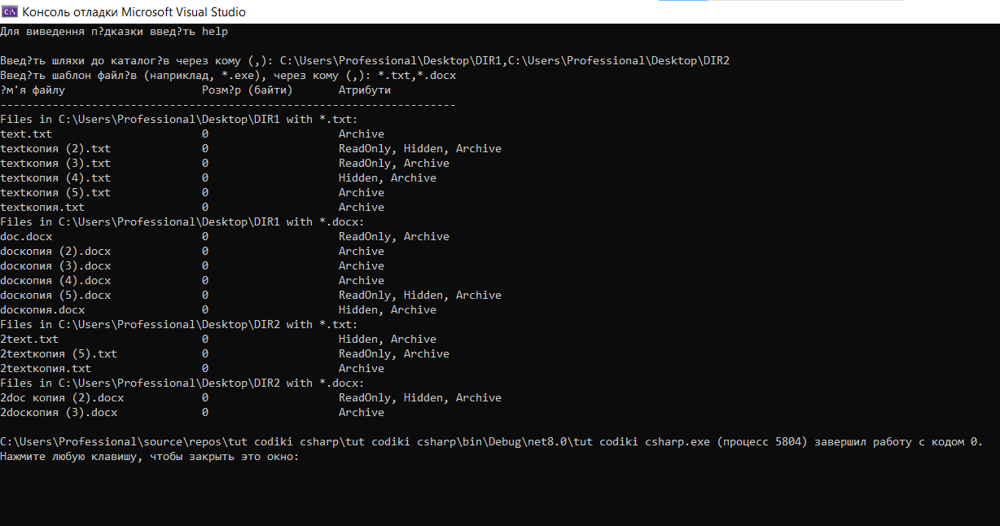 Консоль отладки Microsoft Visual Studio
Для виведення п?дказки введ?ть help
Введ?ть шляхи до каталог?в через кому (,): C:\Users\Professional\Desktop\DIR1,C:\Users\Professional\Desktop\DIR2
Введ?ть шаблон файл?в (наприклад, *.exe), через кому (,): *.txt,*.docx
?м'я файлу Розм?р (байти) Атрибути
----------------------------------------------------------------------
Files in C:\Users\Professional\Desktop\DIR1 with *.txt:
text.txt 0 Archive
textкопия (2).txt 0 ReadOnly, Hidden, Archive
textкопия (3).txt 0 ReadOnly, Archive
textкопия (4).txt 0 Hidden, Archive
textкопия (5).txt 0 Archive
textкопия.txt 0 Archive
Files in C:\Users\Professional\Desktop\DIR1 with *.docx:
doc.docx 0 ReadOnly, Archive
docкопия (2).docx 0 Archive
docкопия (3).docx 0 Archive
docкопия (4).docx 0 Archive
docкопия (5).docx 0 ReadOnly, Hidden, Archive
docкопия.docx 0 Hidden, Archive
Files in C:\Users\Professional\Desktop\DIR2 with *.txt:
2text.txt 0 Hidden, Archive
2textкопия (5).txt 0 ReadOnly, Archive
2textкопия.txt 0 Archive
Files in C:\Users\Professional\Desktop\DIR2 with *.docx:
2doc копия (2).docx 0 ReadOnly, Hidden, Archive
2docкопия (3).docx 0 Archive
C:\Users\Professional\source\repos\tut codiki csharp\tut codiki csharp\bin\Debug\net8.0\tut codiki csharp.exe (процесс 5804) завершил работу с кодом 0.
Нажмите любую клавишу, чтобы закрыть это окно: